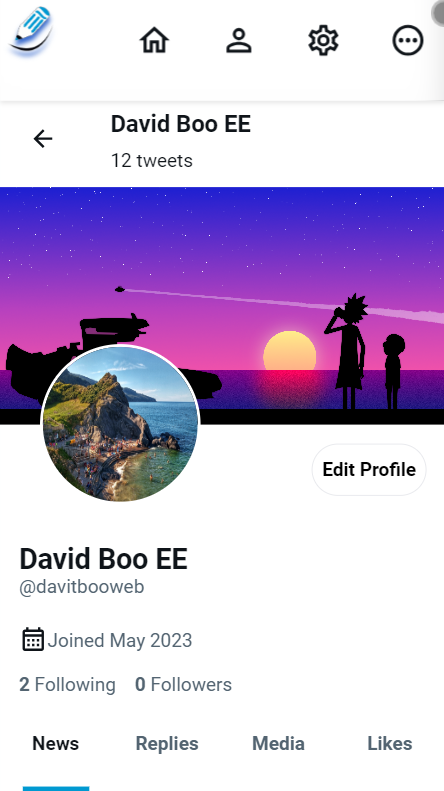 David Boo EE
12 tweets
Edit Profile
David Boo EE
@davitbooweb
Joined May 2023
2 Following 0 Followers
News Replies Media Likes